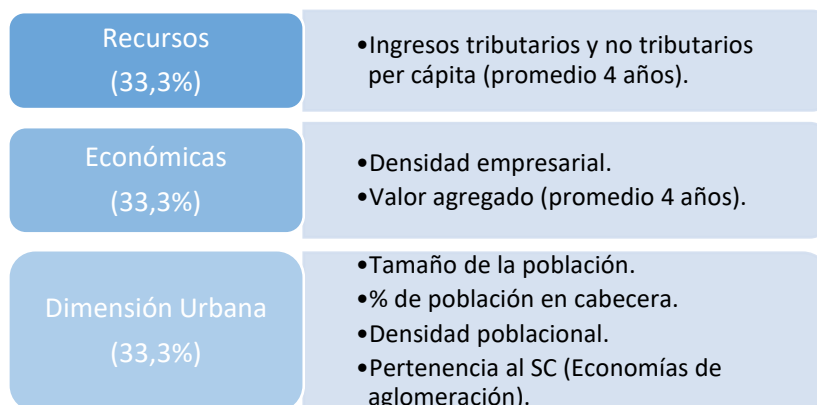 Recursos
(33,3%)
•Ingresos tributarios y no tributarios
per cápita (promedio 4 años).
Económicas
(33,3%)
•Densidad empresarial.
•Valor agregado (promedio 4 años).
Dimensión Urbana
(33,3%)
•Tamaño de la población.
•% de población en cabecera.
•Densidad poblacional.
•Pertenencia al SC (Economías de
aglomeración).